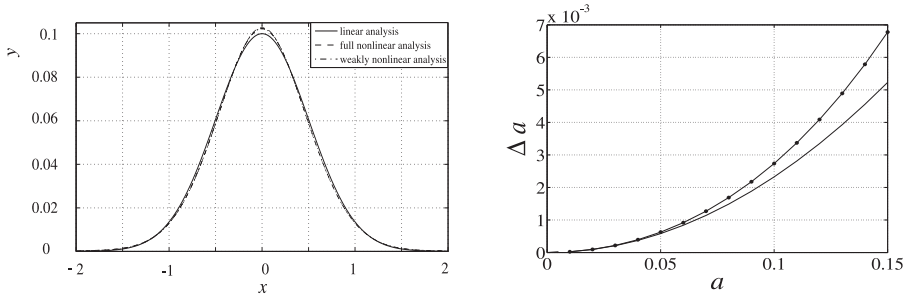 0.1
0.08
0.06
0.04
0.02
0
y
linear analysis
full nonlinear analysis
weakly nonlinear analysis
-2
-1
0
1
2
x
x 10⁻³
7
6
5
4
3
2
1
0
Δ a
0
0.05
0.1
0.15
a